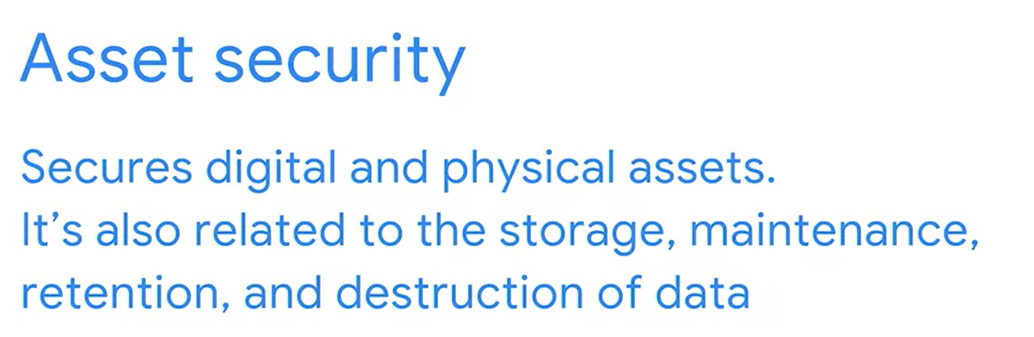 Asset security
Secures digital and physical assets.
It’s also related to the storage, maintenance,
retention, and destruction of data